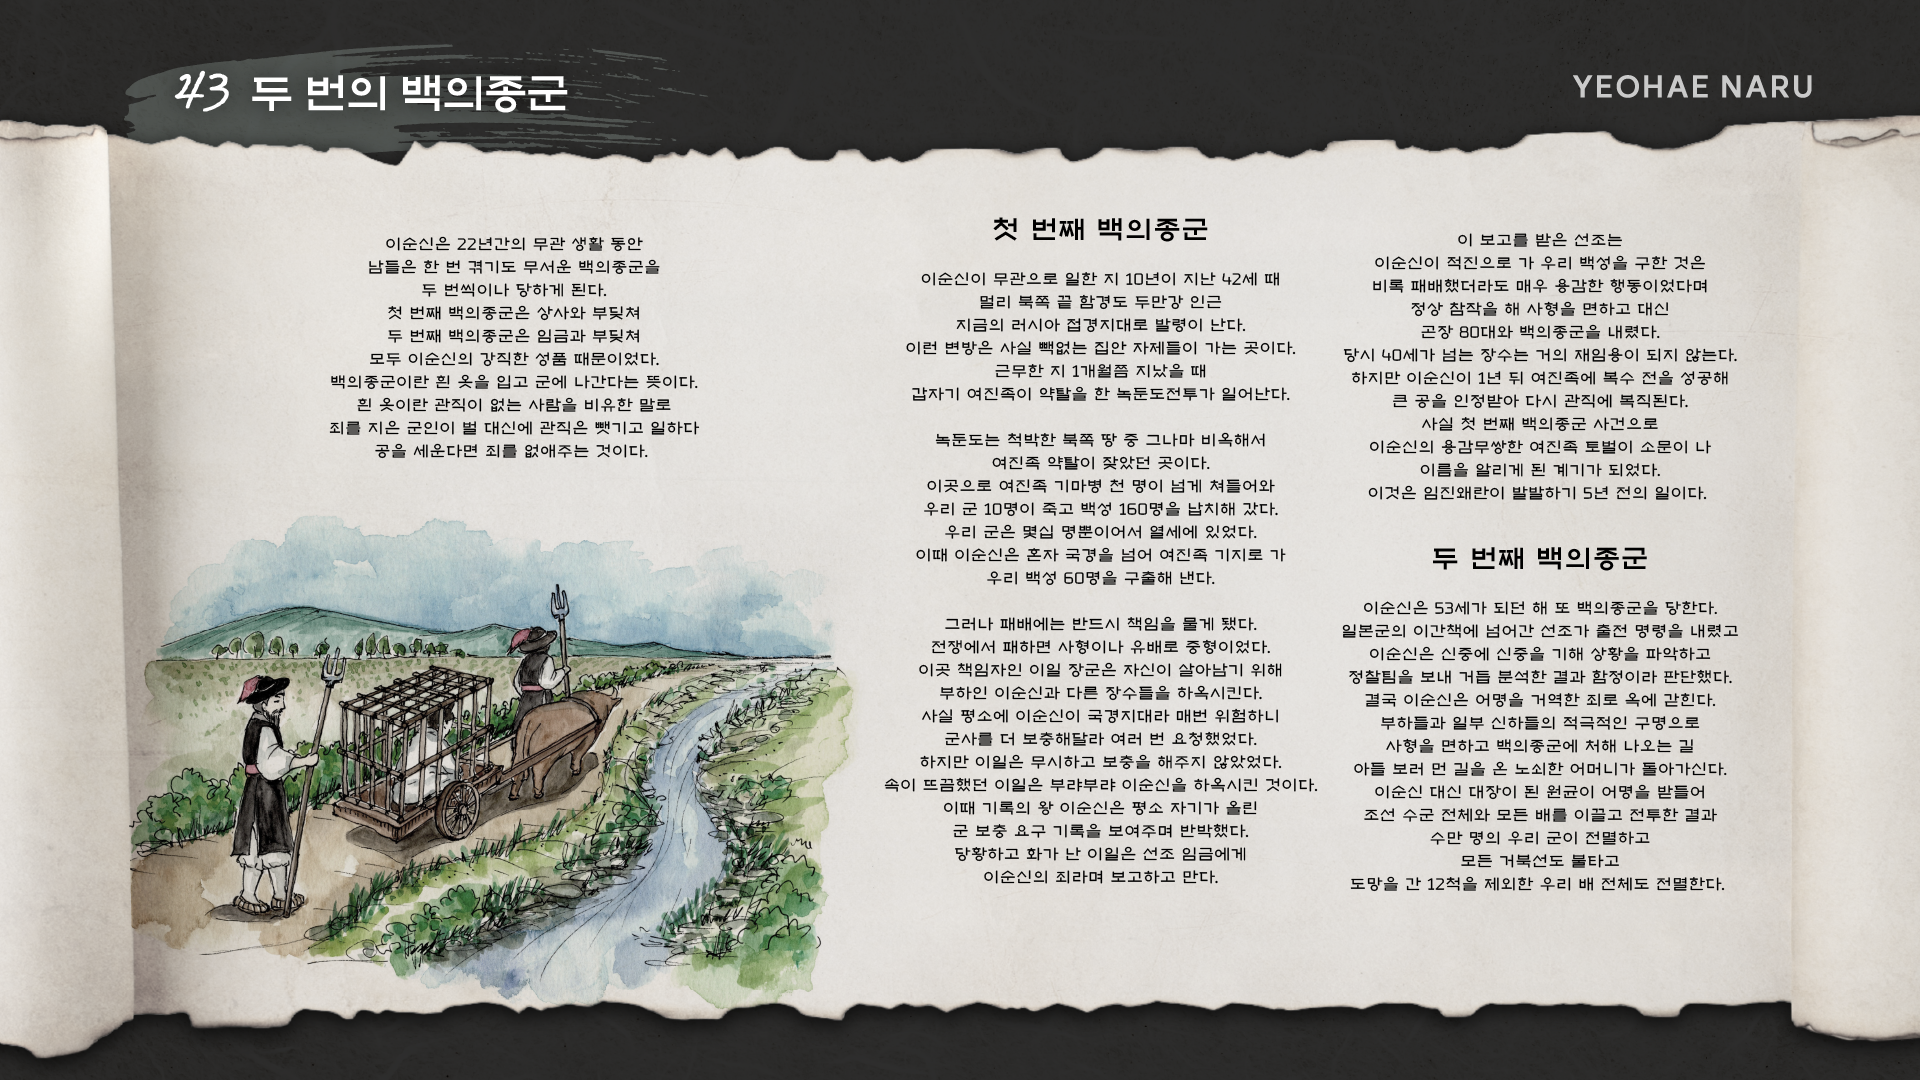 43 두 번의 백의종군
YEOHAE NARU
이순신은 22년간의 무관 생활 동안
남들은 한 번 겪기도 무서운 백의종군을
두 번씩이나 당하게 된다.
첫 번째 백의종군은 상사와 부딪쳐
두 번째 백의종군은 임금과 부딪쳐
모두 이순신의 강직한 성품 때문이었다.
백의종군이란 흰 옷을 입고 군에 나간다는 뜻이다.
흰 옷이란 관직이 없는 사람을 비유한 말로
죄를 지은 군인이 벌 대신에 관직은 뺏기고 일하다
공을 세운다면 죄를 없애주는 것이다.
첫 번째 백의종군
이순신이 무관으로 일한 지 10년이 지난 42세 때
멀리 북쪽 끝 함경도 두만강 인근
지금의 러시아 접경지대로 발령이 난다.
이런 변방은 사실 빽없는 집안 자제들이 가는 곳이다.
근무한 지 1개월쯤 지났을 때
갑자기 여진족이 약탈을 한 녹둔도전투가 일어난다.
녹둔도는 척박한 북쪽 땅 중 그나마 비옥해서
여진족 약탈이 잦았던 곳이다.
이곳으로 여진족 기마병 천 명이 넘게 쳐들어와
우리 군 10명이 죽고 백성 160명을 납치해 갔다.
우리 군은 몇십 명뿐이어서 열세에 있었다.
이때 이순신은 혼자 국경을 넘어 여진족 기지로 가
우리 백성 60명을 구출해 낸다.
그러나 패배에는 반드시 책임을 물게 됐다.
전쟁에서 패하면 사형이나 유배로 중형이었다.
이곳 책임자인 이일 장군은 자신이 살아남기 위해
부하인 이순신과 다른 장수들을 하옥시킨다.
사실 평소에 이순신이 국경지대라 매번 위험하니
군사를 더 보충해달라 여러 번 요청했었다.
하지만 이일은 무시하고 보충을 해주지 않았었다.
속이 뜨끔했던 이일은 부랴부랴 이순신을 하옥시킨 것이다.
이때 기록의 왕 이순신은 평소 자기가 올린
군 보충 요구 기록을 보여주며 반박했다.
당황하고 화가 난 이일은 선조 임금에게
이순신의 죄라며 보고하고 만다.
이 보고를 받은 선조는
이순신이 적진으로 가 우리 백성을 구한 것은
비록 패배했더라도 매우 용감한 행동이었다며
정상 참작을 해 사형을 면하고 대신
곤장 80대와 백의종군을 내렸다.
당시 40세가 넘는 장수는 거의 재임용이 되지 않는다.
하지만 이순신이 1년 뒤 여진족에 복수 전을 성공해
큰 공을 인정받아 다시 관직에 복직된다.
사실 첫 번째 백의종군 사건으로
이순신의 용감무쌍한 여진족 토벌이 소문이 나
이름을 알리게 된 계기가 되었다.
이것은 임진왜란이 발발하기 5년 전의 일이다.
두 번째 백의종군
이순신은 53세가 되던 해 또 백의종군을 당한다.
일본군의 이간책에 넘어간 선조가 출전 명령을 내렸고
이순신은 신중에 신중을 기해 상황을 파악하고
정찰팀을 보내 거듭 분석한 결과 함정이라 판단했다.
결국 이순신은 어명을 거역한 죄로 옥에 갇힌다.
부하들과 일부 신하들의 적극적인 구명으로
사형을 면하고 백의종군에 처해 나오는 길
아들 보러 먼 길을 온 노쇠한 어머니가 돌아가신다.
이순신 대신 대장이 된 원균이 어명을 받들어
조선 수군 전체와 모든 배를 이끌고 전투한 결과
수만 명의 우리 군이 전멸하고
모든 거북선도 불타고
도망을 간 12척을 제외한 우리 배 전체도 전멸한다.